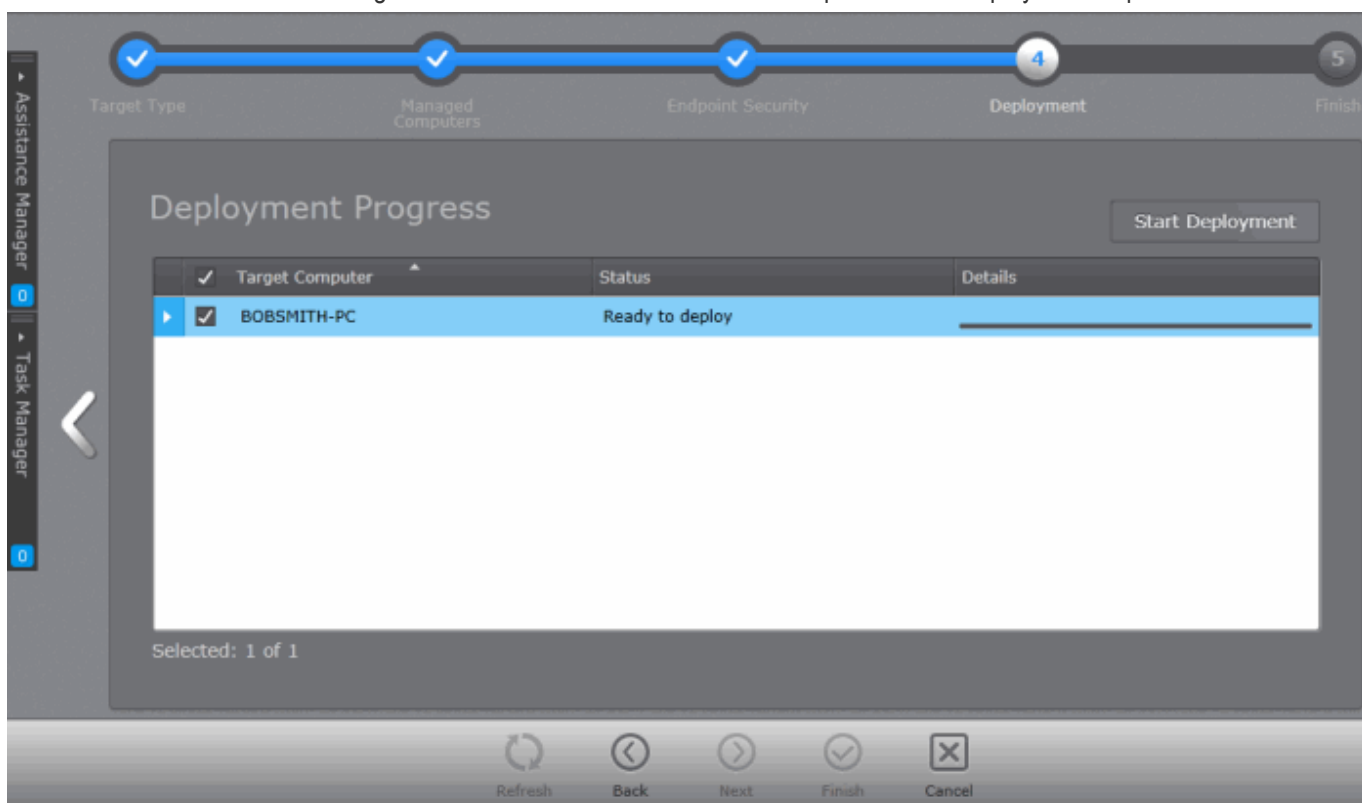 4
5
Target Type
Managed
Computers
Endpoint Security
Deployment
Finish
Assistance Manager
0
Task Manager
0
Deployment Progress
Start Deployment
Target Computer Status Details
BOBSMITH-PC Ready to deploy
Selected: 1 of 1
Refresh Back Next Finish Cancel